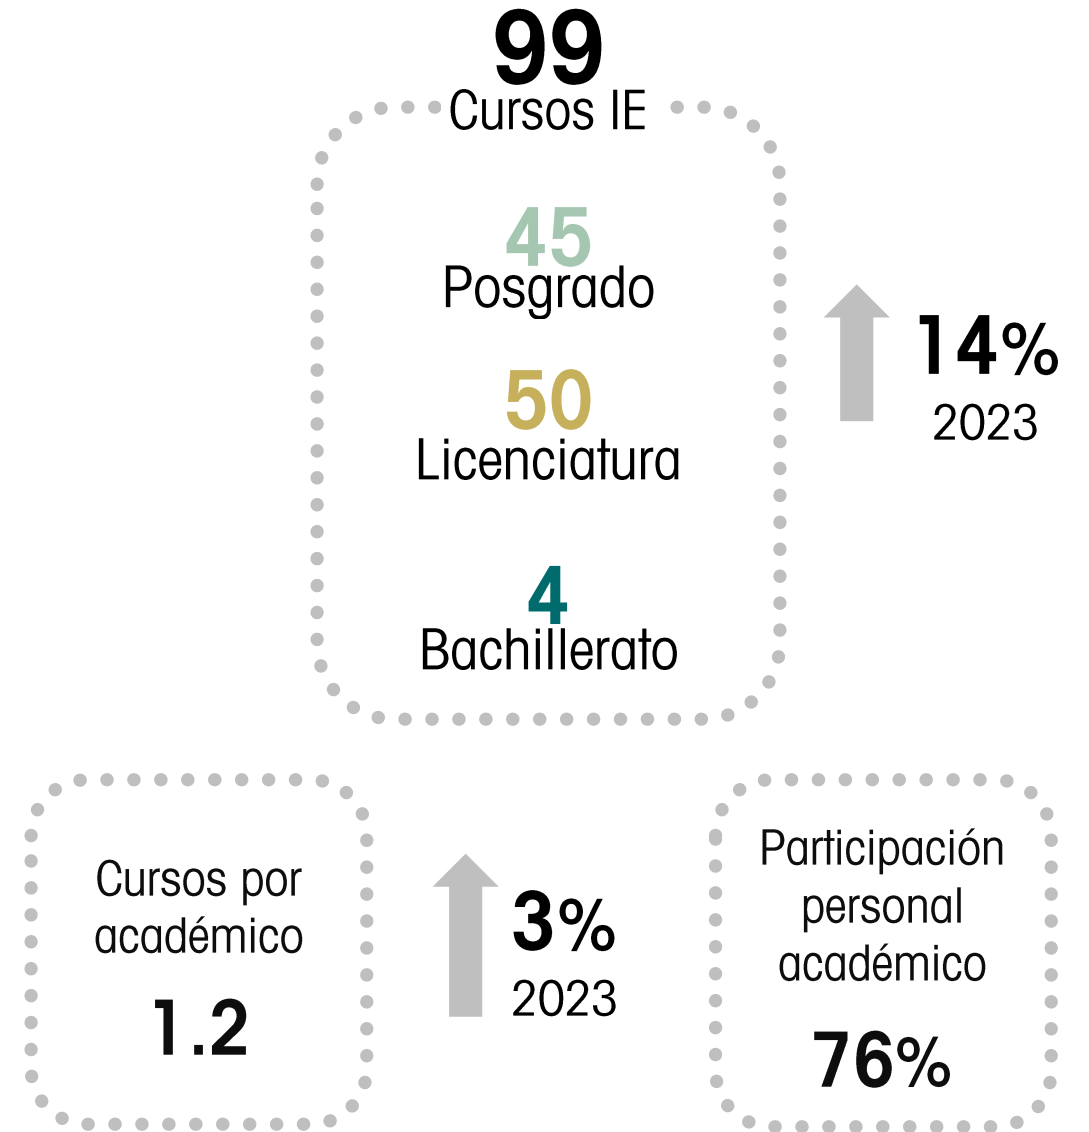 99
Cursos IE
45
Posgrado
14%
2023
50
Licenciatura
4
Bachillerato
Cursos por
académico
1.2
3%
2023
Participación
personal
académico
76%